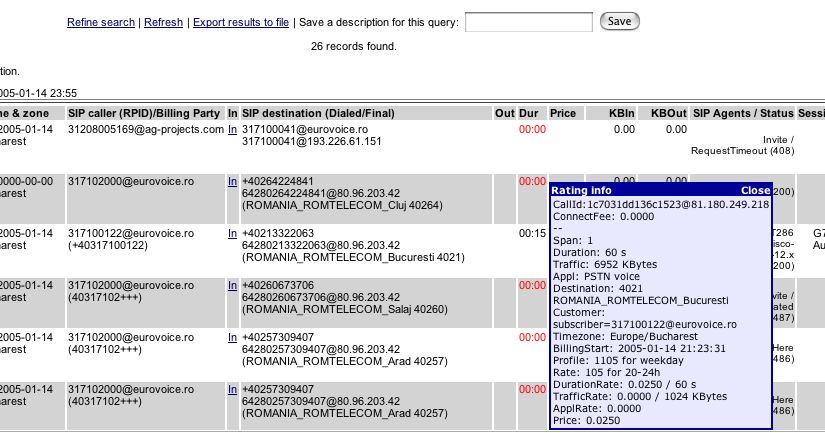 Refine search | Refresh | Export results to file | Save a description for this query: Save
26 records found.
tion.
005-01-14 23:55
e & zone SIP caller (RPID)/Billing Party In SIP destination (Dialed/Final) Out Dur Price KBIn KBOut SIP Agents / Status Sessi
2005-01-14 31208005169@ag-projects.com In 317100041@eurovoice.ro 00:00 0.00 0.00 Invite /
arest 317100041@193.226.61.151 RequestTimeout (408)
0000-00-00 317102000@eurovoice.ro In +40264224841 00:00 0.00 0.00
arest 64280264224841@80.96.203.42 200)
(ROMANIA_ROMTELECOM_Cluj 40264)
2005-01-14 317100122@eurovoice.ro In +40213322063 00:15 T286 G7
arest (+40317100122) 64280213322063@80.96.203.42 isco- Au
(ROMANIA_ROMTELECOM_Bucuresti 4021) -12.x
200)
2005-01-14 317102000@eurovoice.ro In +40260673706 00:00 vite /
arest (40317102+++) 64280260673706@80.96.203.42 ated
(ROMANIA_ROMTELECOM_Salaj 40260) 487)
2005-01-14 317102000@eurovoice.ro In +40257309407 00:00 Here
arest (40317102+++) 64280257309407@80.96.203.42 486)
(ROMANIA_ROMTELECOM_Arad 40257)
2005-01-14 317102000@eurovoice.ro In +40257309407 00:00 Here
arest (40317102+++) 64280257309407@80.96.203.42 486)
(ROMANIA_ROMTELECOM_Arad 40257)
Rating info Close
CallId:1c7031dd136c1523@81.180.249.218
ConnectFee: 0.0000
--
Span: 1
Duration: 60 s
Traffic: 6952 KBytes
Appl: PSTN voice
Destination: 4021
ROMANIA_ROMTELECOM_Bucuresti
Customer:
subscriber=317100122@eurovoice.ro
Timezone: Europe/Bucharest
BillingStart: 2005-01-14 21:23:31
Profile: 1105 for weekday
Rate: 105 for 20-24h
DurationRate: 0.0250 / 60 s
TrafficRate: 0.0000 / 1024 KBytes
ApplRate: 0.0000
Price: 0.0250